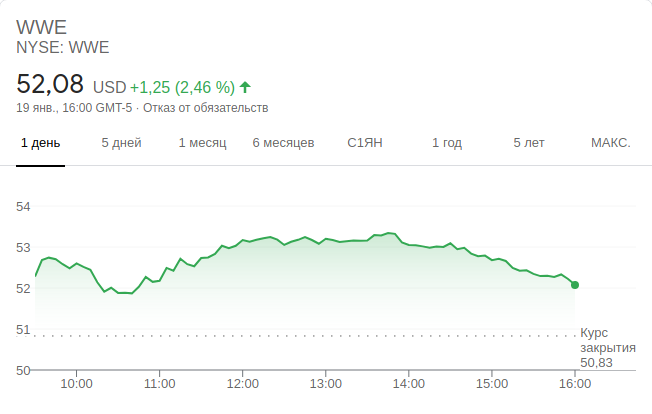 WWE
NYSE: WWE
52,08 USD +1,25 (2,46 %)
19 янв., 16:00 GMT-5 · Отказ от обязательств
1 день 5 дней 1 месяц 6 месяцев С1ЯН 1 год 5 лет МАКС.
54
53
52
51
Курс
закрытия
50,83
50
10:00 11:00 12:00 13:00 14:00 15:00 16:00